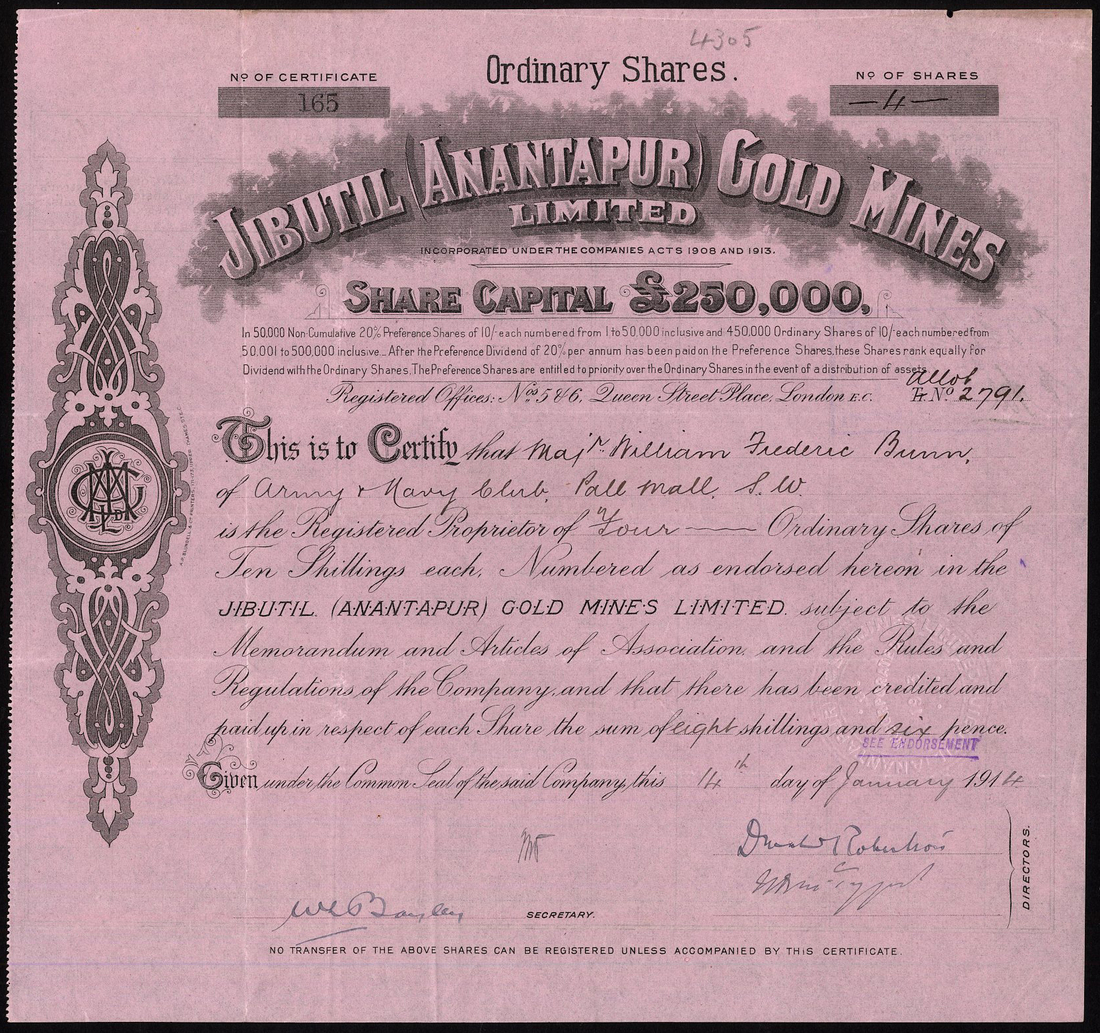 4305
Ordinary Shares.
No OF CERTIFICATE
165
No OF SHARES
—4—
JIBUTIL (ANANTAPUR) GOLD MINES
LIMITED
INCORPORATED UNDER THE COMPANIES ACTS 1908 AND 1913.
SHARE CAPITAL £250,000,
In 50,000 Non-Cumulative 20% Preference Shares of 10/- each numbered from 1 to 50,000 inclusive and 450,000 Ordinary Shares of 10/- each numbered from
50,001 to 500,000 inclusive._ After the Preference Dividend of 20% per annum has been paid on the Preference Shares, these Shares rank equally for
Dividend with the Ordinary Shares. The Preference Shares are entitled to priority over the Ordinary Shares in the event of a distribution of assets.
Registered Offices: Nos 5 & 6, Queen Street Place, London E.C.
Allot
Tr. No 2791.
This is to Certify that Majr. William Frederic Bunn,
of Army & Navy Club, Pall Mall, S.W.
is the Registered Proprietor of Four —— Ordinary Shares of
Ten Shillings each, Numbered as endorsed hereon in the
JIBUTIL (ANANTAPUR) GOLD MINES LIMITED, subject to the
Memorandum and Articles of Association and the Rules and
Regulations of the Company, and that there has been credited and
paid up in respect of each Share the sum of eight shillings and six pence.
SEE ENDORSEMENT
Given under the Common Seal of the said Company, this 14th day of January 1914
DIRECTORS.
SECRETARY.
NO TRANSFER OF THE ABOVE SHARES CAN BE REGISTERED UNLESS ACCOMPANIED BY THIS CERTIFICATE.